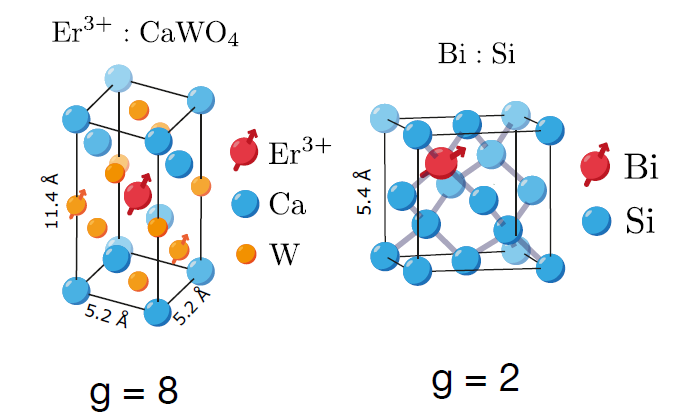 Er³⁺ : CaWO₄
11.4 Å
5.2 Å
5.2 Å
Er³⁺
Ca
W
g = 8
Bi : Si
5.4 Å
Bi
Si
g = 2